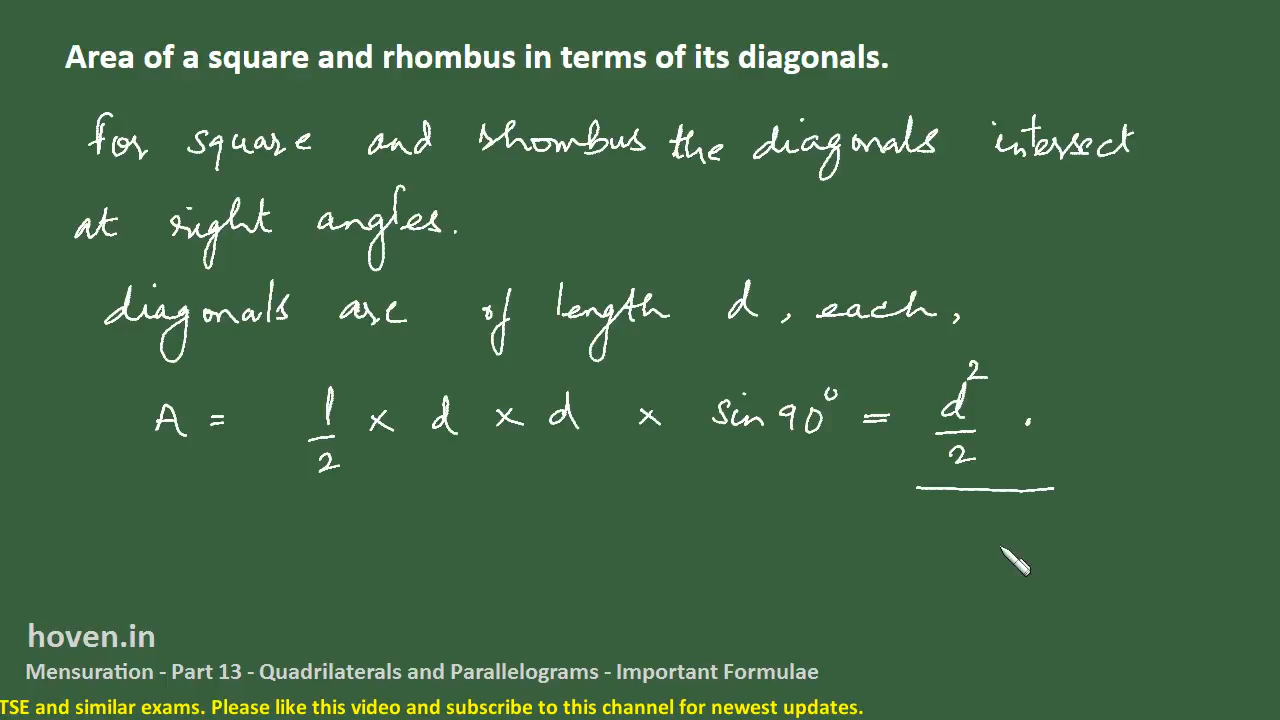 Area of a square and rhombus in terms of its diagonals.
For square and rhombus the diagonals intersect
at right angles.
diagonals are of length d, each,
A = 1/2 × d × d × sin 90° = d²/2 .
hoven.in
Mensuration - Part 13 - Quadrilaterals and Parallelograms - Important Formulae
TSE and similar exams. Please like this video and subscribe to this channel for newest updates.